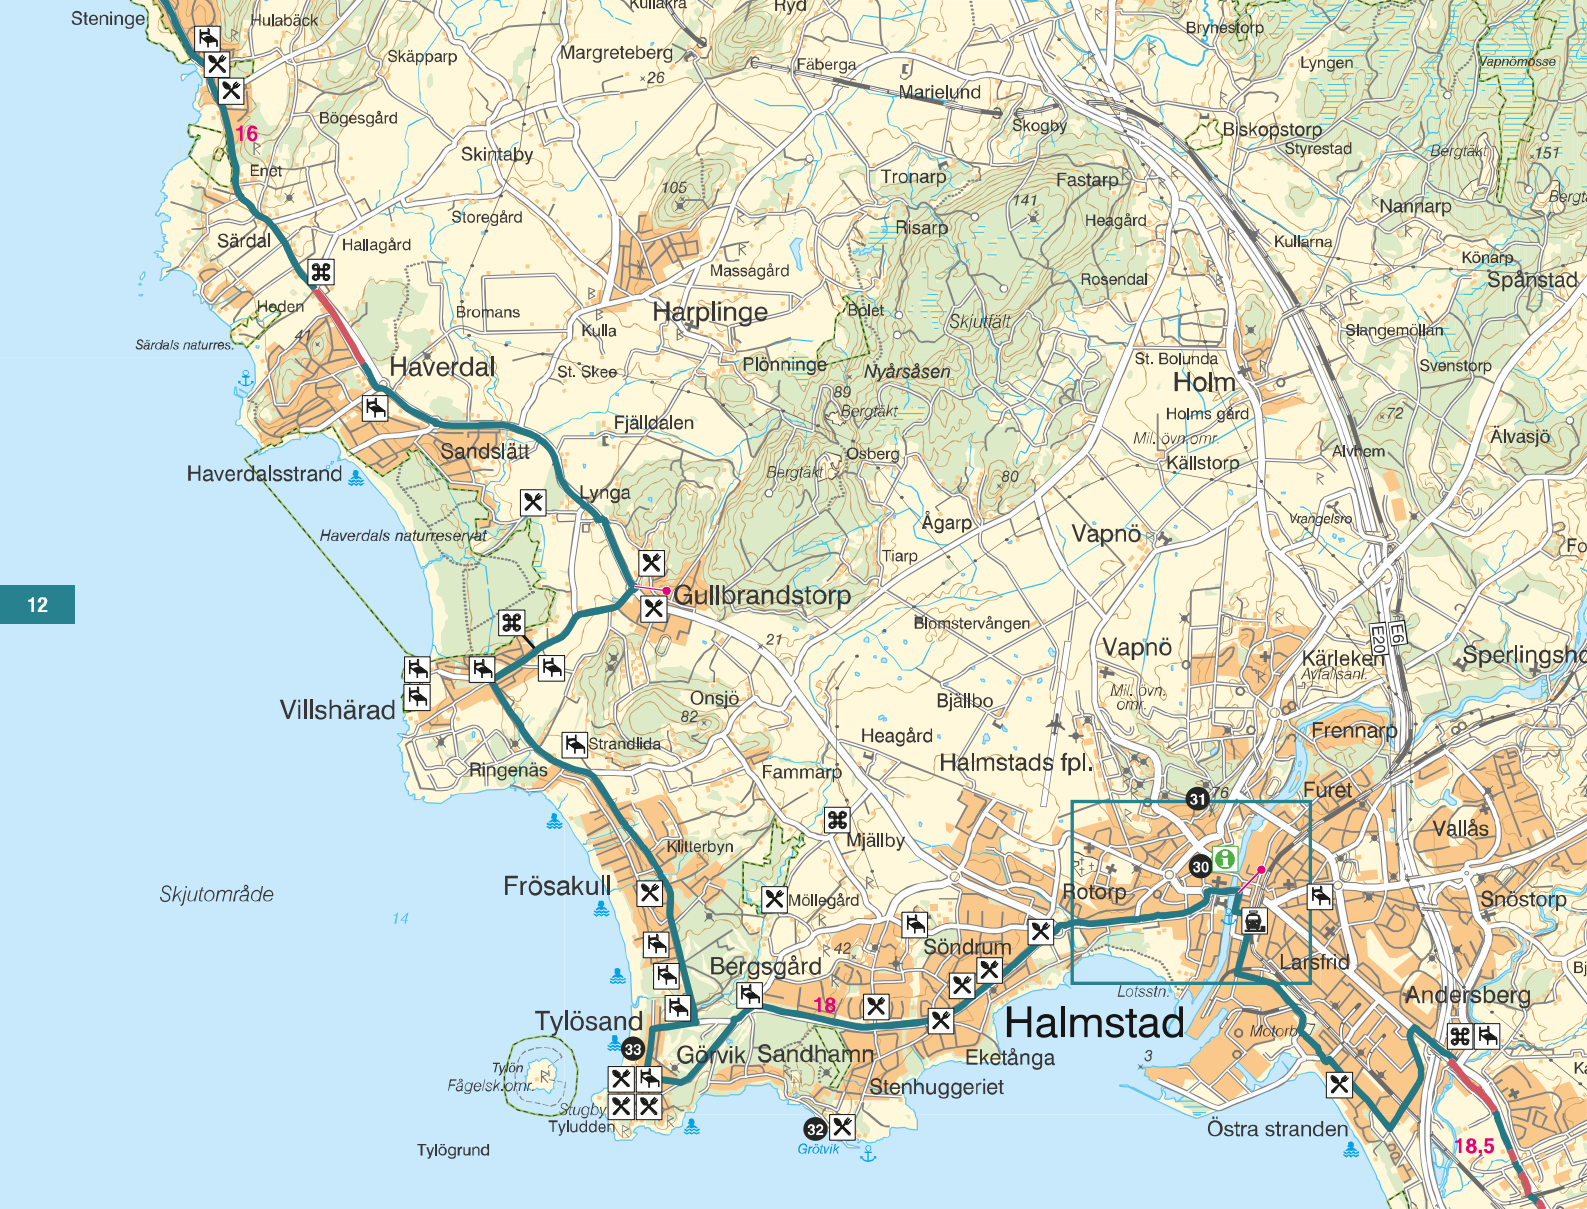 Steninge
Hulabäck
Kullakra
Ryd
Brynestorp
Skäpparp
Margreteberg
26
Fäberga
Marielund
Lyngen
Vapnömosse
Bögesgård
Skogby
Biskopstorp
Styrestad
Bergtäkt
151
16
Enet
Skintaby
105
Tronarp
Fastarp
141
Nannarp
Storegård
Risarp
Heagård
Särdal
Hallagård
Kullarna
Könarp
Massagård
Rosendal
Spånstad
Heden
Bromans
Harplinge
Bolet
Skjutfält
41
Kulla
Slangemöllan
Särdals naturres.
Haverdal
St. Skee
Plönninge
Nyårsåsen
St. Bolunda
Holm
Svenstorp
89
Bergtäkt
Holms gård
72
Fjälldalen
Mil. övn.omr.
Älvasjö
Sandslätt
Osberg
Källstorp
Alvhem
Haverdalsstrand
Bergtäkt
80
Lynga
Ågarp
Vrangelsro
Haverdals naturreservat
Vapnö
Tiarp
12
Gullbrandstorp
Blomstervången
21
E20
E6
Vapnö
Kärleken
Avfallsanl.
Villshärad
Onsjö
82
Bjällbo
Mil. övn.
omr.
Frennarp
Strandlida
Heagård
Halmstads fpl.
Ringenäs
Fammarp
31
76
Furet
Mjällby
Vallås
Klitterbyn
30
Frösakull
Möllegård
Rotorp
Snöstorp
Skjutområde
14
42
Söndrum
Larsfrid
Bergsgård
Andersberg
Lotsstn.
18
Tylösand
Halmstad
33
Görvik
Sandhamn
Eketånga
3
Tylön
Fågelsk.omr.
Stenhuggeriet
Stugby
Tyludden
32
Grötvik
Östra stranden
Tylögrund
18,5